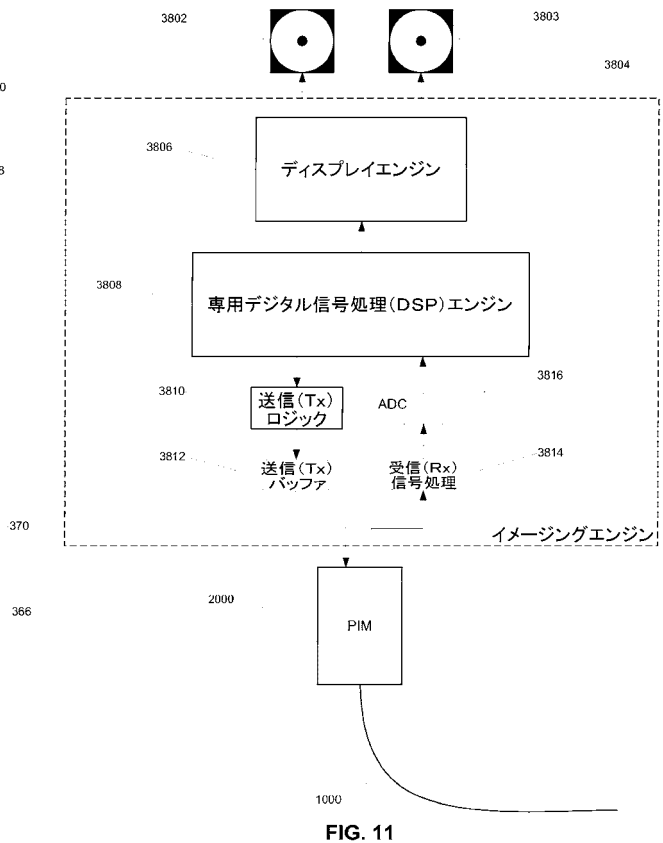 3802
3803
3804
0
3806
8
ディスプレイエンジン
3808
専用デジタル信号処理(DSP)エンジン
3810
送信(Tx)
ロジック
ADC
3816
3812
送信(Tx)
バッファ
受信(Rx)
信号処理
3814
370
イメージングエンジン
2000
366
PIM
1000
FIG. 11